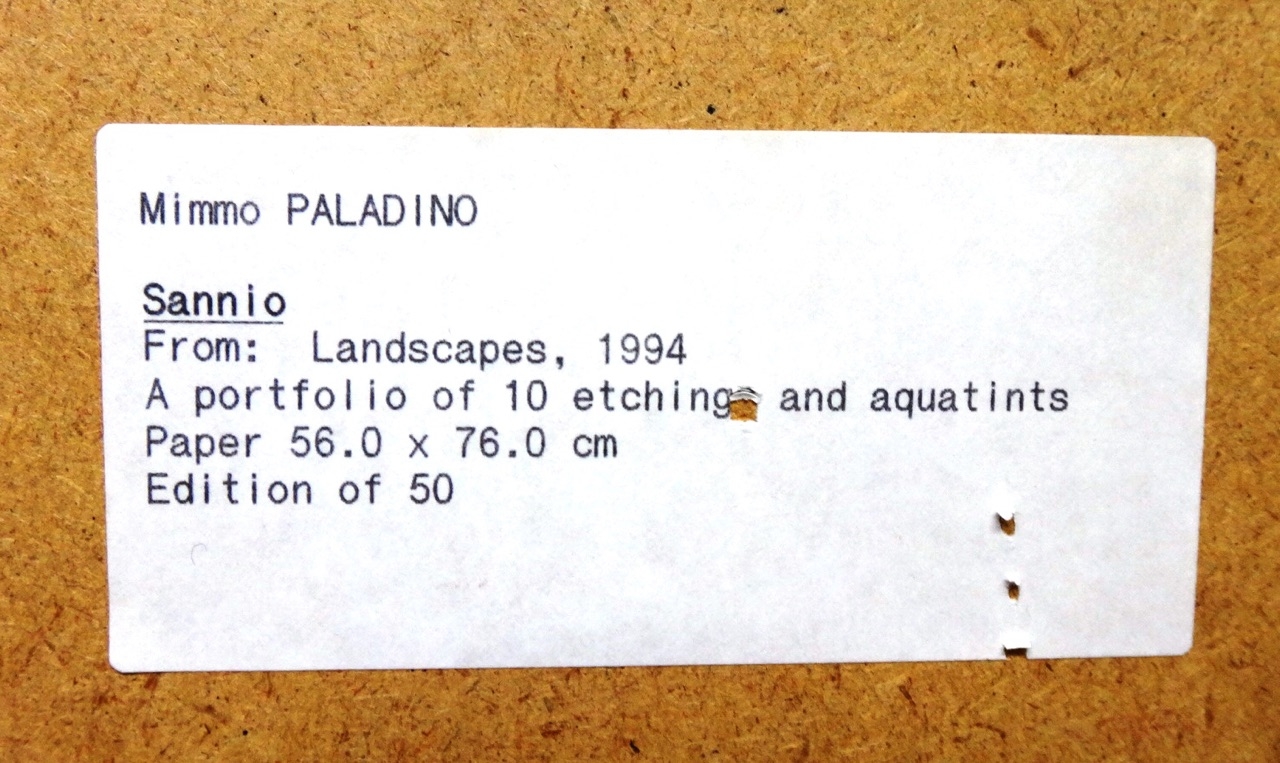 Mimmo PALADINO
Sannio
From: Landscapes, 1994
A portfolio of 10 etching and aquatints
Paper 56.0 x 76.0 cm
Edition of 50